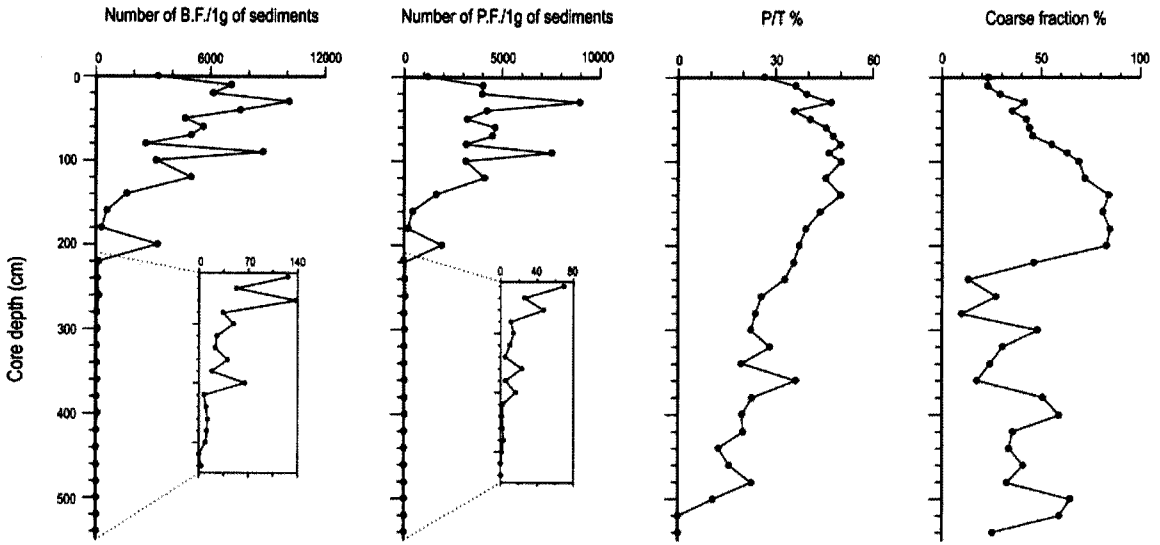 Number of B.F./1g of sediments
Number of P.F./1g of sediments
P/T %
Coarse fraction %
0 6000 12000
0 5000 10000
0 30 60
0 50 100
0
100
200
300
400
500
Core depth (cm)
0 70 140
0 40 80